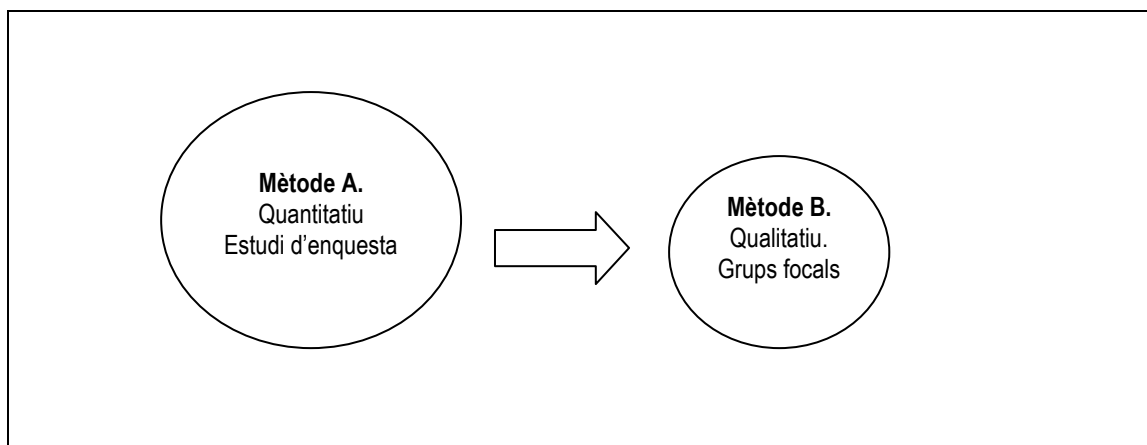 Mètode A.
Quantitatiu
Estudi d’enquesta
Mètode B.
Qualitatiu.
Grups focals